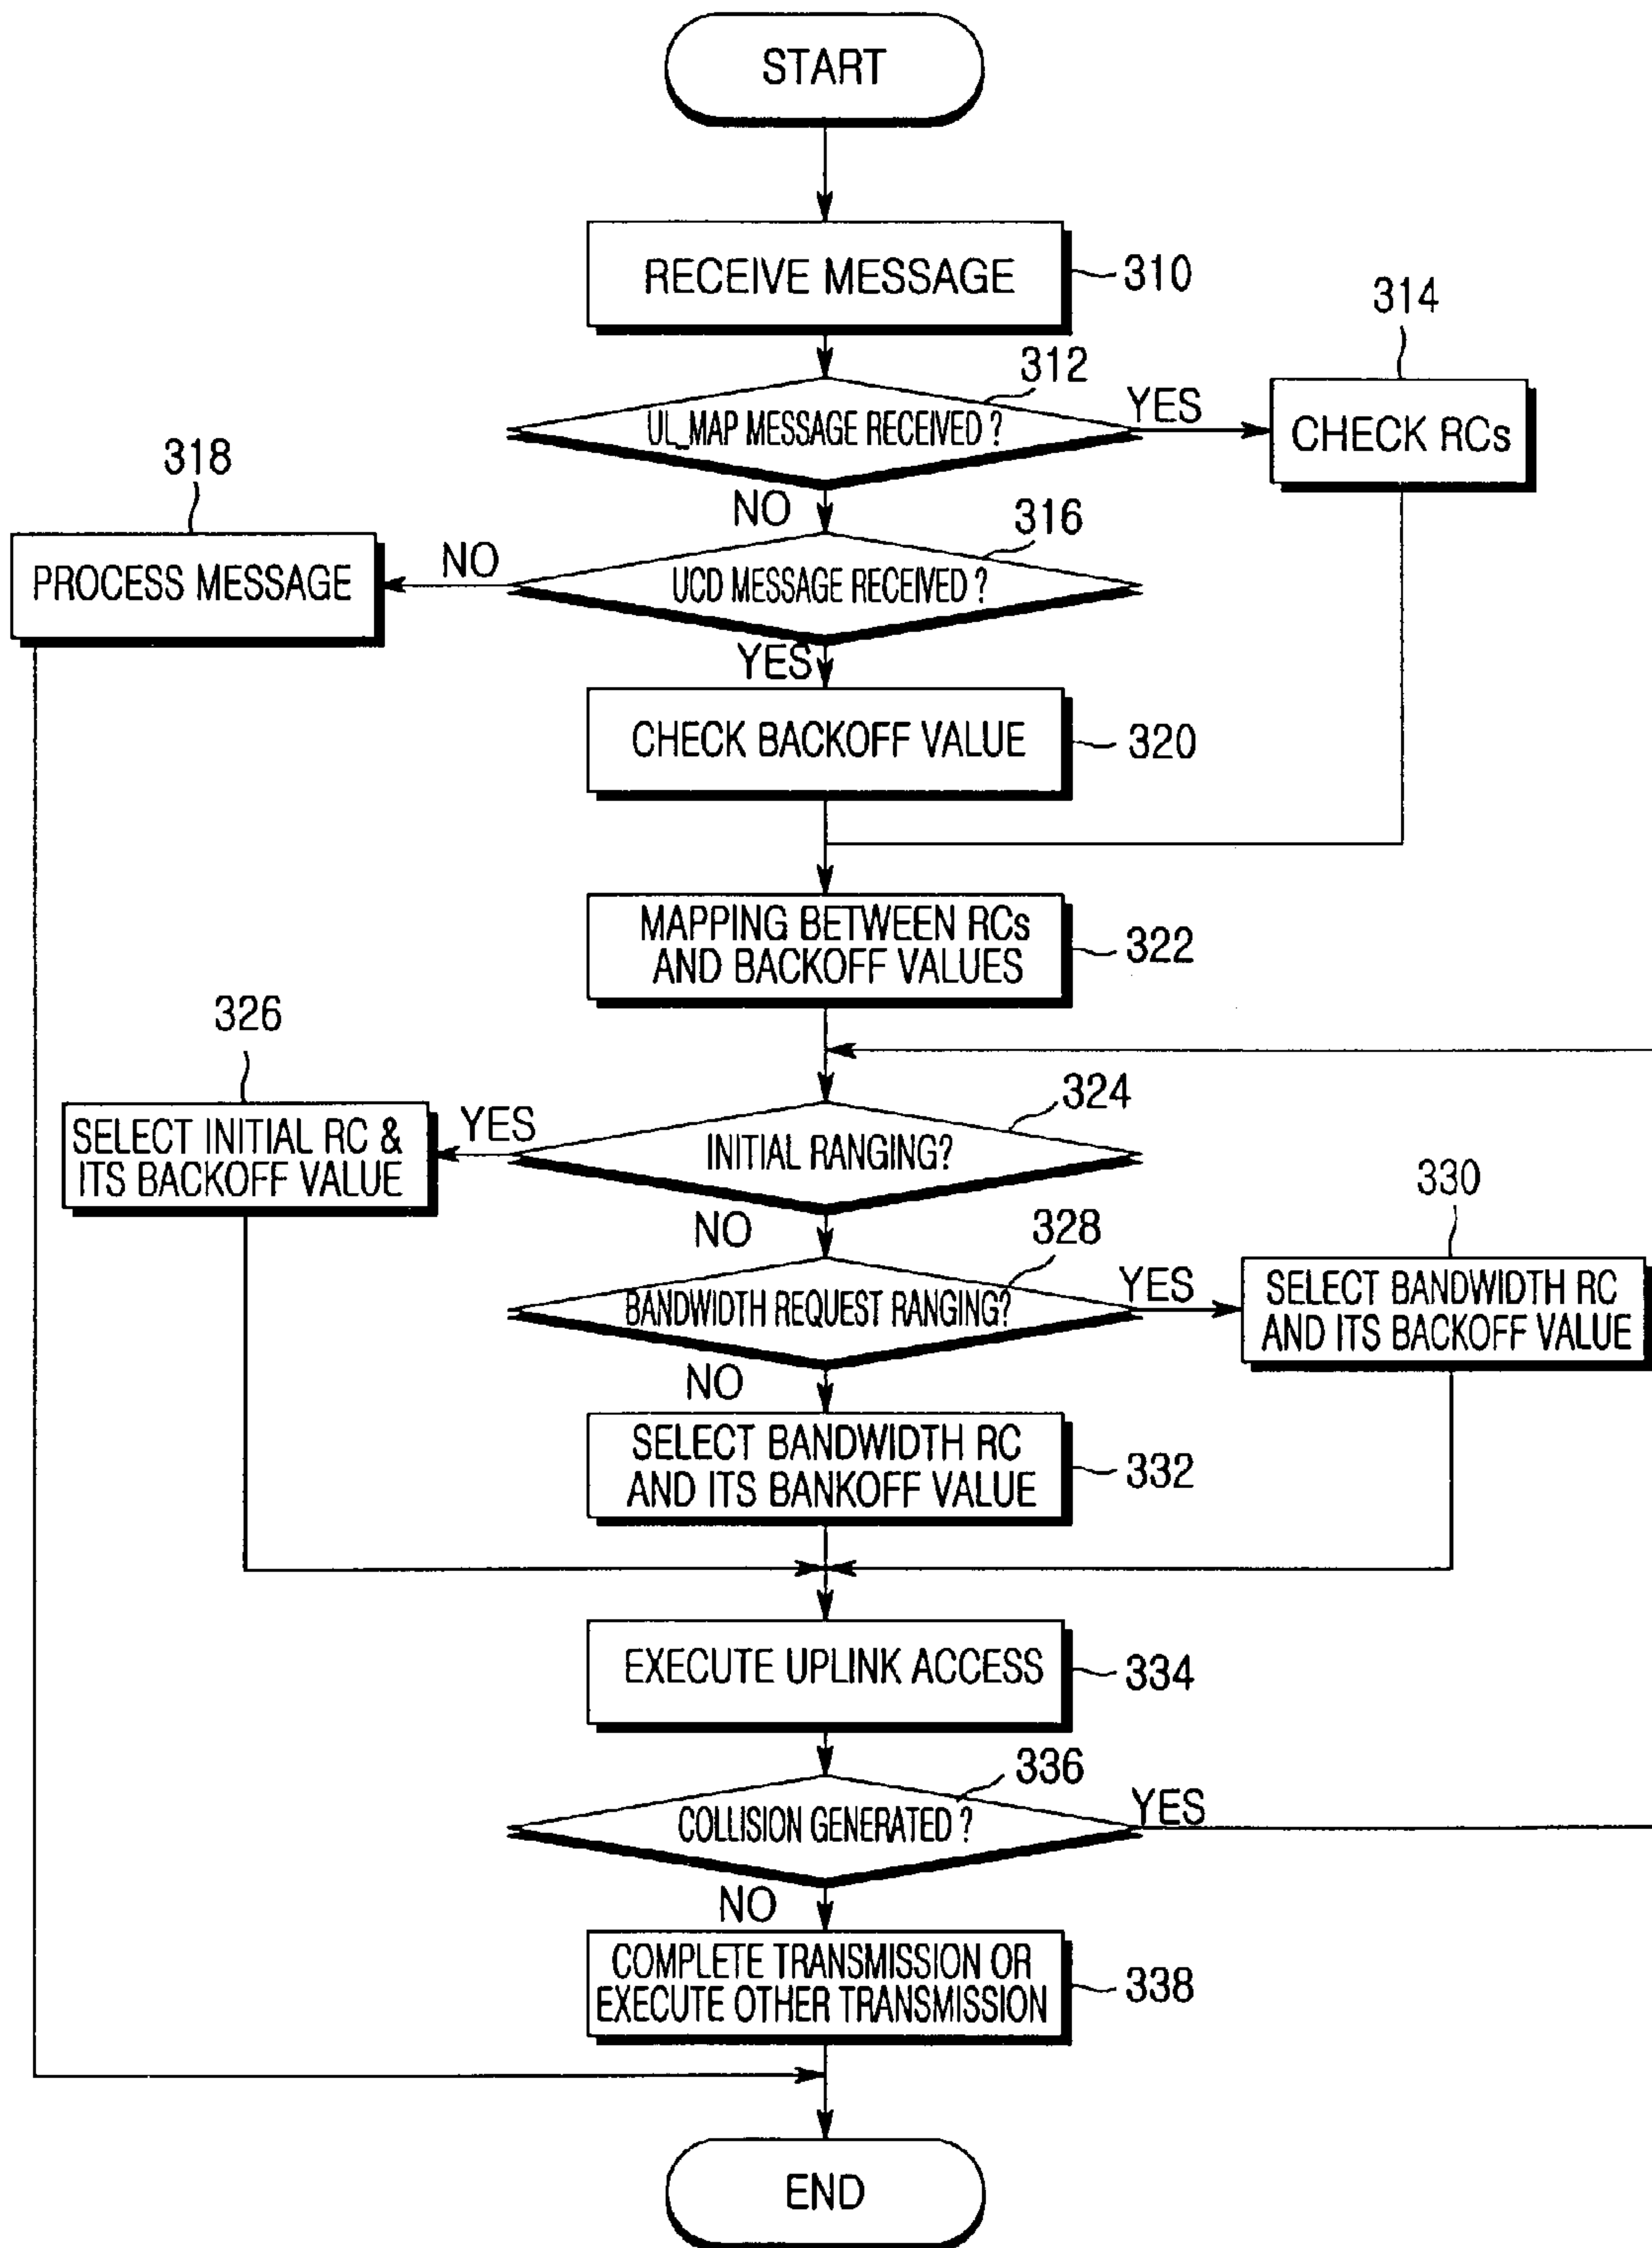 START
RECEIVE MESSAGE
310
312
314
UL_MAP MESSAGE RECEIVED ?
YES
CHECK RCs
318
NO
316
PROCESS MESSAGE
NO
UCD MESSAGE RECEIVED ?
YES
CHECK BACKOFF VALUE
320
MAPPING BETWEEN RCs
AND BACKOFF VALUES
322
326
324
SELECT INITIAL RC &
ITS BACKOFF VALUE
YES
INITIAL RANGING?
330
NO
328
BANDWIDTH REQUEST RANGING?
YES
SELECT BANDWIDTH RC
AND ITS BACKOFF VALUE
NO
SELECT BANDWIDTH RC
AND ITS BANKOFF VALUE
332
EXECUTE UPLINK ACCESS
334
336
COLLISION GENERATED ?
YES
NO
COMPLETE TRANSMISSION OR
EXECUTE OTHER TRANSMISSION
338
END